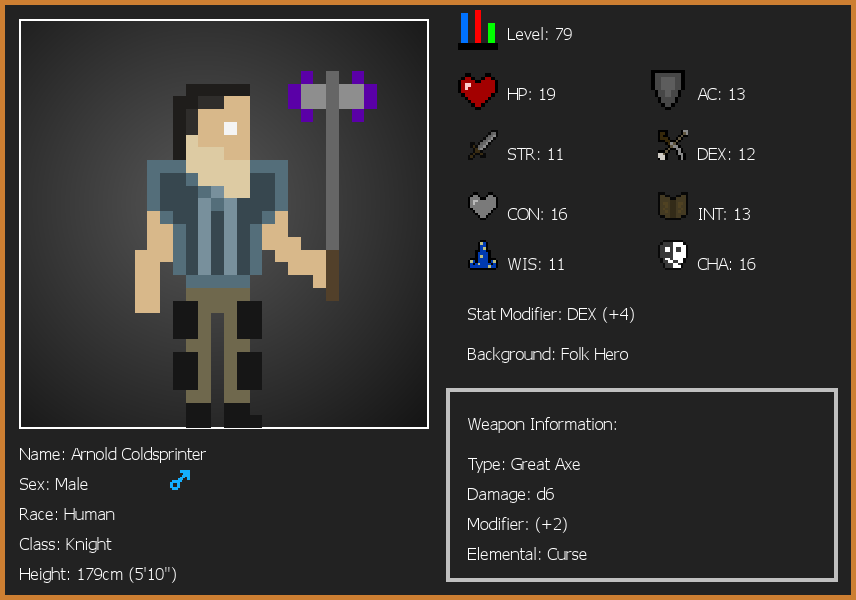 Level: 79
HP: 19
AC: 13
STR: 11
DEX: 12
CON: 16
INT: 13
WIS: 11
CHA: 16
Stat Modifier: DEX (+4)
Background: Folk Hero
Weapon Information:
Type: Great Axe
Damage: d6
Modifier: (+2)
Elemental: Curse
Name: Arnold Coldsprinter
Sex: Male
Race: Human
Class: Knight
Height: 179cm (5'10")